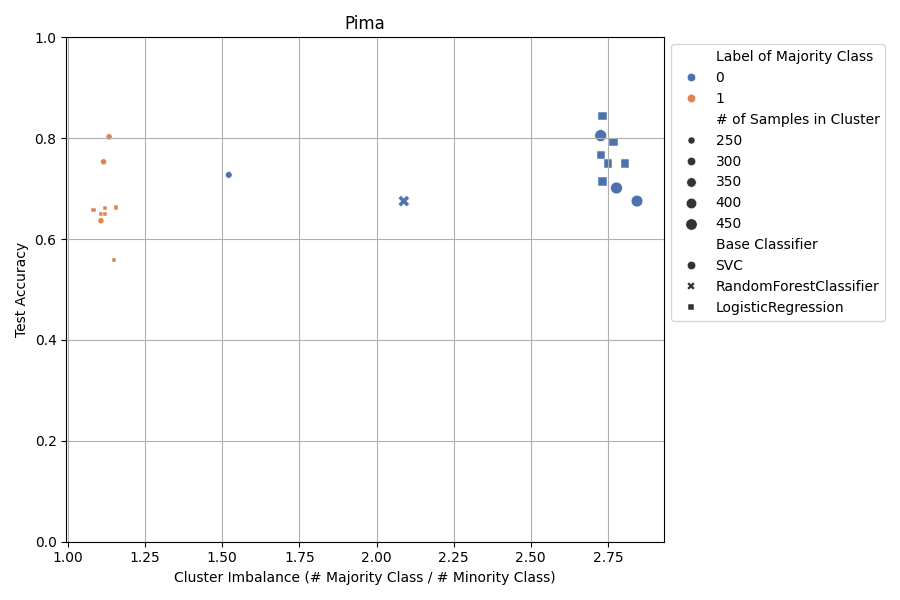 Pima
Test Accuracy
1.0
0.8
0.6
0.4
0.2
0.0
1.00 1.25 1.50 1.75 2.00 2.25 2.50 2.75
Cluster Imbalance (# Majority Class / # Minority Class)
Label of Majority Class
0
1
# of Samples in Cluster
250
300
350
400
450
Base Classifier
SVC
RandomForestClassifier
LogisticRegression